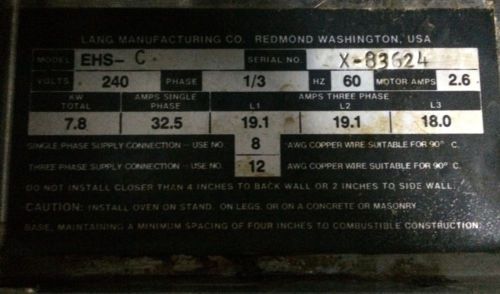 LANG MANUFACTURING CO. REDMOND WASHINGTON, USA
MODEL EHS- C. SERIAL NO. X-83624
VOLTS 240 PHASE 1/3 HZ 60 MOTOR AMPS 2.6
KW TOTAL AMPS SINGLE PHASE AMPS THREE PHASE L1 L2 L3
7.8 32.5 19.1 19.1 18.0
SINGLE PHASE SUPPLY CONNECTION - USE NO. 8 AWG COPPER WIRE SUITABLE FOR 90° C.
THREE PHASE SUPPLY CONNECTION - USE NO. 12 AWG COPPER WIRE SUITABLE FOR 90° C.
DO NOT INSTALL CLOSER THAN 4 INCHES TO BACK WALL OR 2 INCHES TO SIDE WALL.
CAUTION: INSTALL OVEN ON STAND, ON LEGS, OR ON A CONCRETE OR MASONRY
BASE, MAINTAINING A MINIMUM SPACING OF FOUR INCHES TO COMBUSTIBLE CONSTRUCTION.